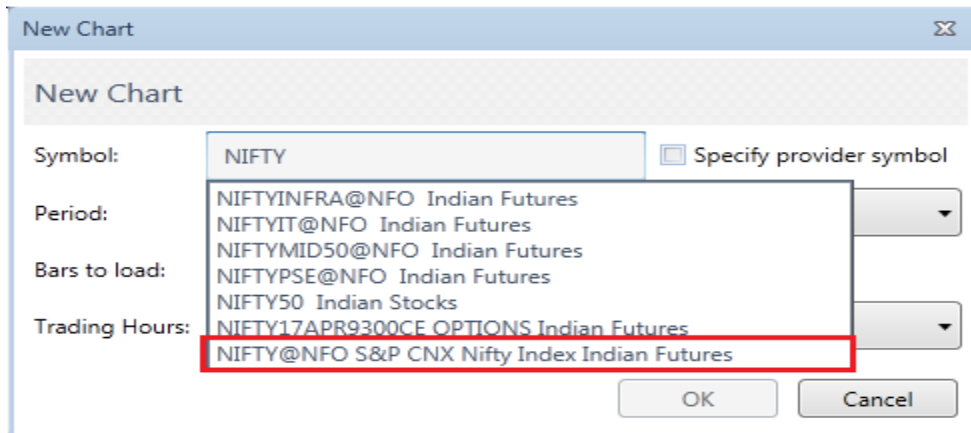 New Chart
New Chart
Symbol: NIFTY Specify provider symbol
Period:
NIFTYINFRA@NFO Indian Futures
NIFTYIT@NFO Indian Futures
NIFTYMID50@NFO Indian Futures
Bars to load:
NIFTYPSE@NFO Indian Futures
NIFTY50 Indian Stocks
Trading Hours:
NIFTY17APR9300CE OPTIONS Indian Futures
NIFTY@NFO S&P CNX Nifty Index Indian Futures
OK Cancel